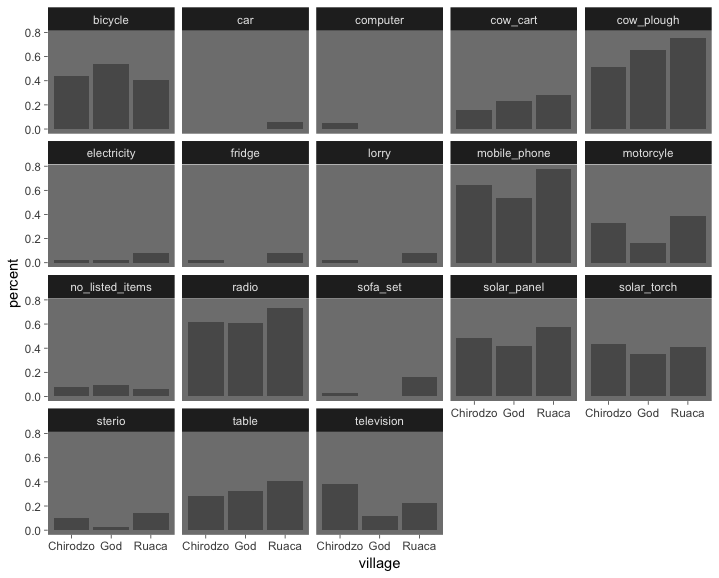 bicycle car computer cow_cart cow_plough
0.8
0.6
0.4
0.2
0.0
electricity fridge lorry mobile_phone motorcyle
0.8
0.6
0.4
0.2
0.0
no_listed_items radio sofa_set solar_panel solar_torch
0.8
0.6
0.4
0.2
0.0
Chirodzo God Ruaca Chirodzo God Ruaca
sterio table television
0.8
0.6
0.4
0.2
0.0
Chirodzo God Ruaca Chirodzo God Ruaca Chirodzo God Ruaca
village
percent